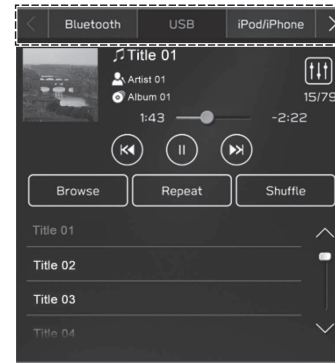 Bluetooth USB iPod/iPhone
Title 01
Artist 01
Album 01
15/79
1:43 -2:22
Browse Repeat Shuffle
Title 01
Title 02
Title 03
Title 04